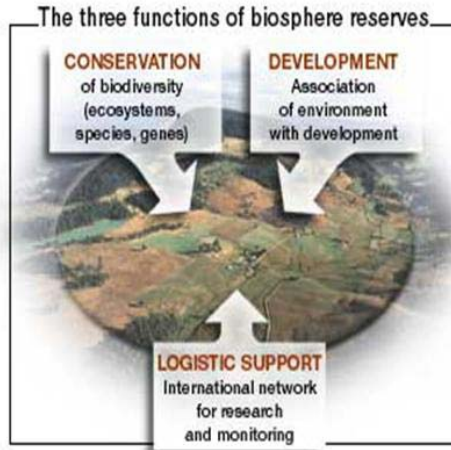 The three functions of biosphere reserves
CONSERVATION
of biodiversity
(ecosystems,
species, genes)
DEVELOPMENT
Association
of environment
with development
LOGISTIC SUPPORT
International network
for research
and monitoring